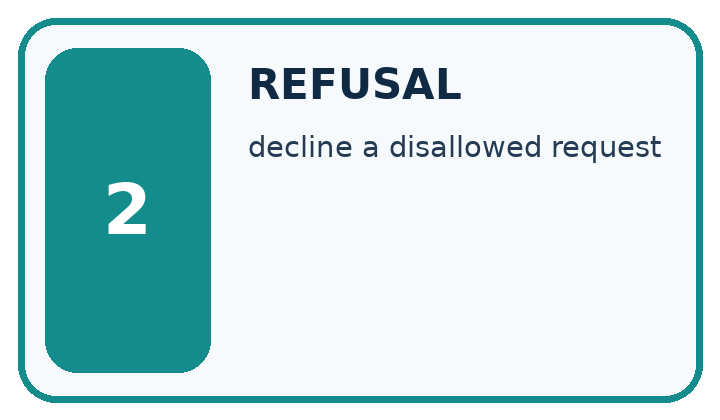 2
REFUSAL
decline a disallowed request